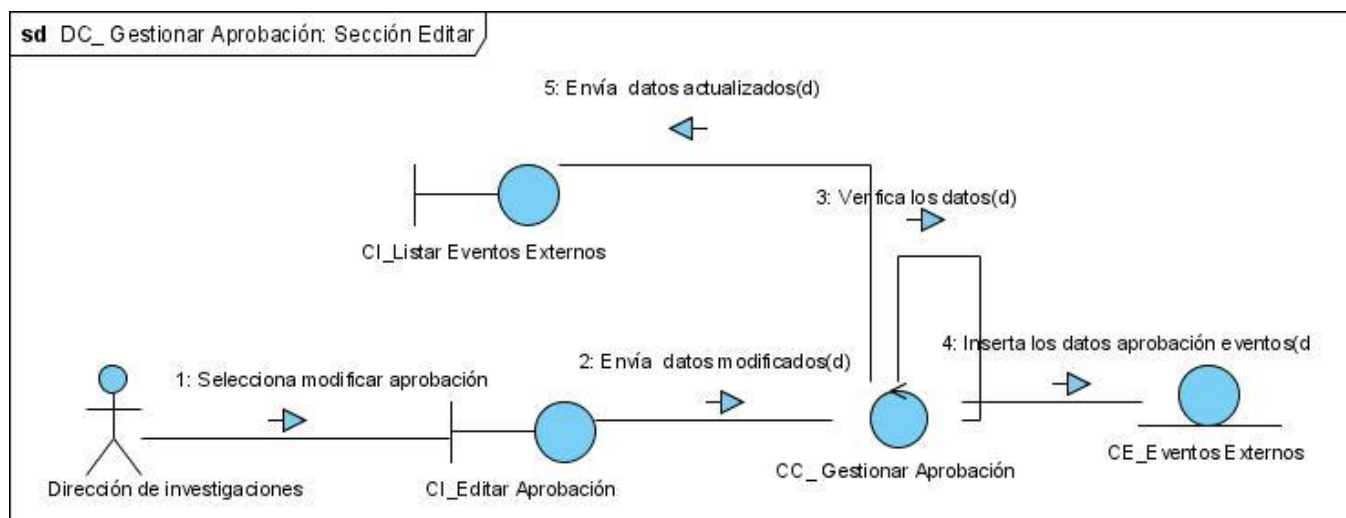 sd DC_ Gestionar Aprobación: Sección Editar
5: Envía datos actualizados(d)
3: Verifica los datos(d)
CI_Listar Eventos Externos
4: Inserta los datos aprobación eventos(d
2: Envía datos modificados(d)
1: Selecciona modificar aprobación
CC_ Gestionar Aprobación
CE_Eventos Externos
Dirección de investigaciones
CI_Editar Aprobación